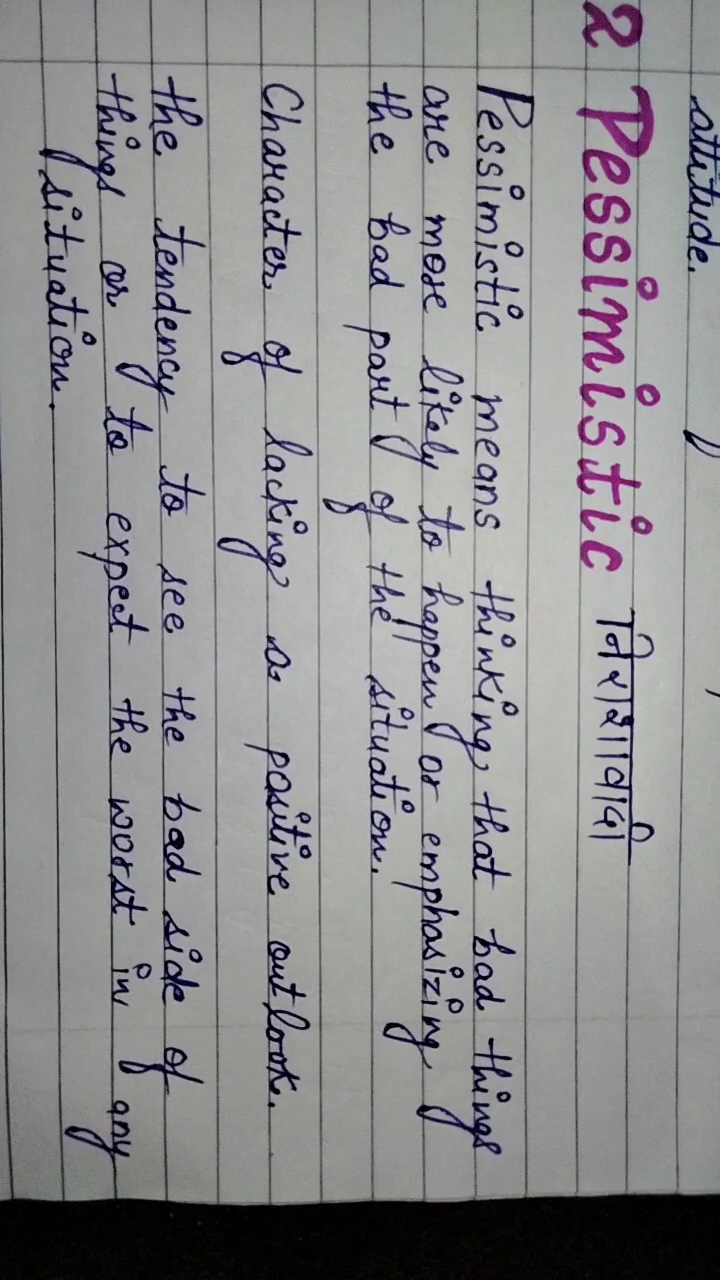 attitude.
2 Pessimistic निराशावादी
Pessimistic means thinking that bad things
are more likely to happen or emphasizing
the bad part of the situation.
Character of lacking a positive outlook.
the tendency to see the bad side of
things or to expect the worst in any
situation.